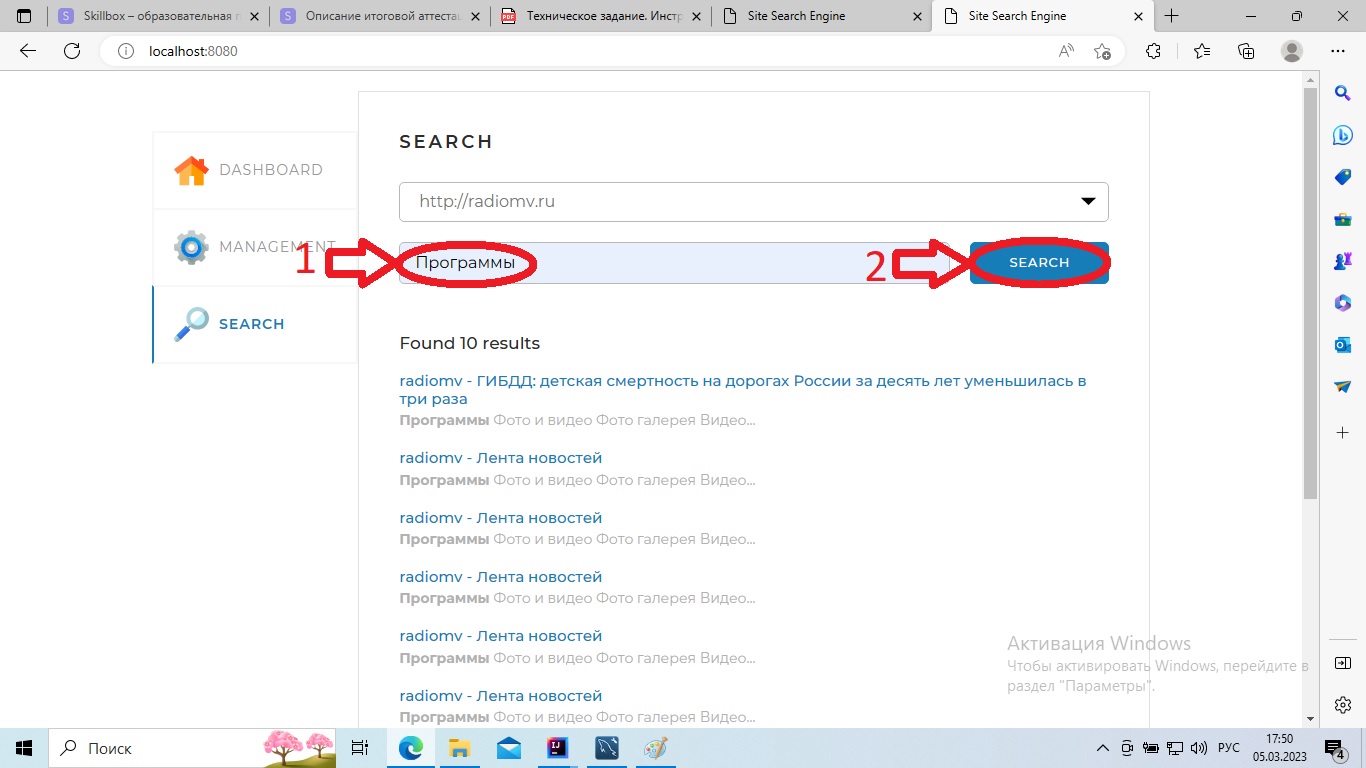 Skillbox – образовательная п
Описание итоговой аттеста
Техническое задание. Инстр
Site Search Engine
Site Search Engine
localhost:8080
SEARCH
DASHBOARD
http://radiomv.ru
MANAGEMENT
1
Программы
2
SEARCH
SEARCH
Found 10 results
radiomv - ГИБДД: детская смертность на дорогах России за десять лет уменьшилась в
три раза
Программы Фото и видео Фото галерея Видео...
radiomv - Лента новостей
Программы Фото и видео Фото галерея Видео...
radiomv - Лента новостей
Программы Фото и видео Фото галерея Видео...
radiomv - Лента новостей
Программы Фото и видео Фото галерея Видео...
radiomv - Лента новостей
Программы Фото и видео Фото галерея Видео...
radiomv - Лента новостей
Программы Фото и видео Фото галерея Видео...
Активация Windows
Чтобы активировать Windows, перейдите в
раздел "Параметры".
Поиск
РУС
17:50
05.03.2023
4